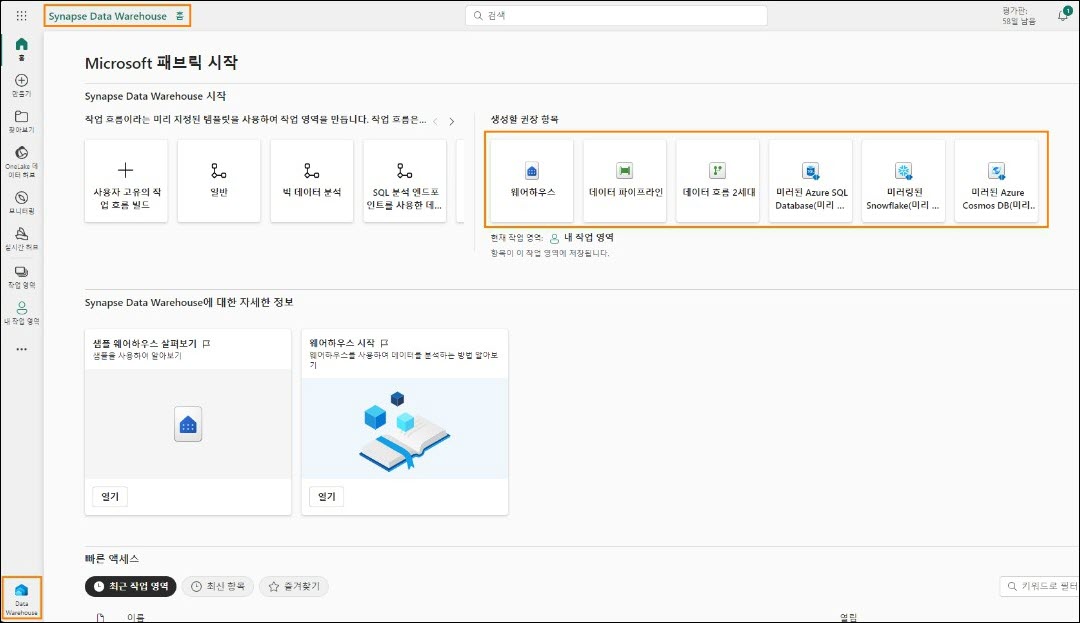 Synapse Data Warehouse 홈
검색
평가판:
58일 남음
1
홈
만들기
찾아보기
OneLake 데
이터 허브
모니터링
실시간 허브
작업 영역
내 작업 영역
Data
Warehouse
Microsoft 패브릭 시작
Synapse Data Warehouse 시작
작업 흐름이라는 미리 지정된 템플릿을 사용하여 작업 영역을 만듭니다. 작업 흐름은...
사용자 고유의 작
업 흐름 빌드
일반
빅 데이터 분석
SQL 분석 엔드포
인트를 사용한 데...
생성할 권장 항목
웨어하우스
데이터 파이프라인
데이터 흐름 2세대
미러된 Azure SQL
Database(미리 ...
미러링된
Snowflake(미리 ...
미러된 Azure
Cosmos DB(미리...
현재 작업 영역: 내 작업 영역
항목이 이 작업 영역에 저장됩니다.
Synapse Data Warehouse에 대한 자세한 정보
샘플 웨어하우스 살펴보기
샘플을 사용하여 알아보기
열기
웨어하우스 시작
웨어하우스를 사용하여 데이터를 분석하는 방법 알아보
기
열기
빠른 액세스
최근 작업 영역
최신 항목
즐겨찾기
키워드로 필터
이름
열림